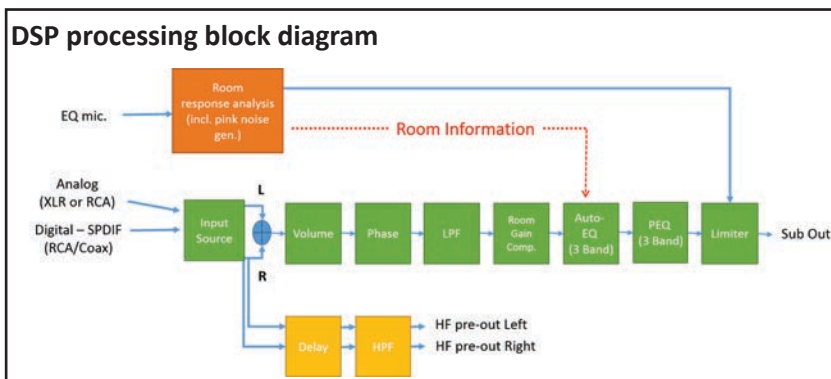 DSP processing block diagram
Room
response analysis
(incl. pink noise
gen.)
EQ mic.
Room Information
Analog
(XLR or RCA)
Digital – SPDIF
(RCA/Coax)
Input
Source
L
R
Volume
Phase
LPF
Room
Gain
Comp.
Auto-
EQ
(3 Band)
PEQ
(3 Band)
Limiter
Sub Out
Delay
HPF
HF pre-out Left
HF pre-out Right